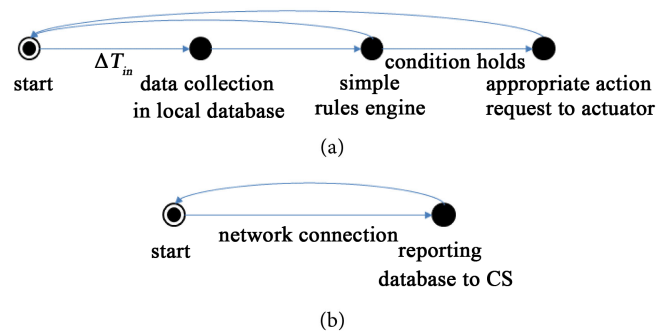 ΔT_in
condition holds
start
data collection
in local database
simple
rules engine
appropriate action
request to actuator
(a)
network connection
start
reporting
database to CS
(b)